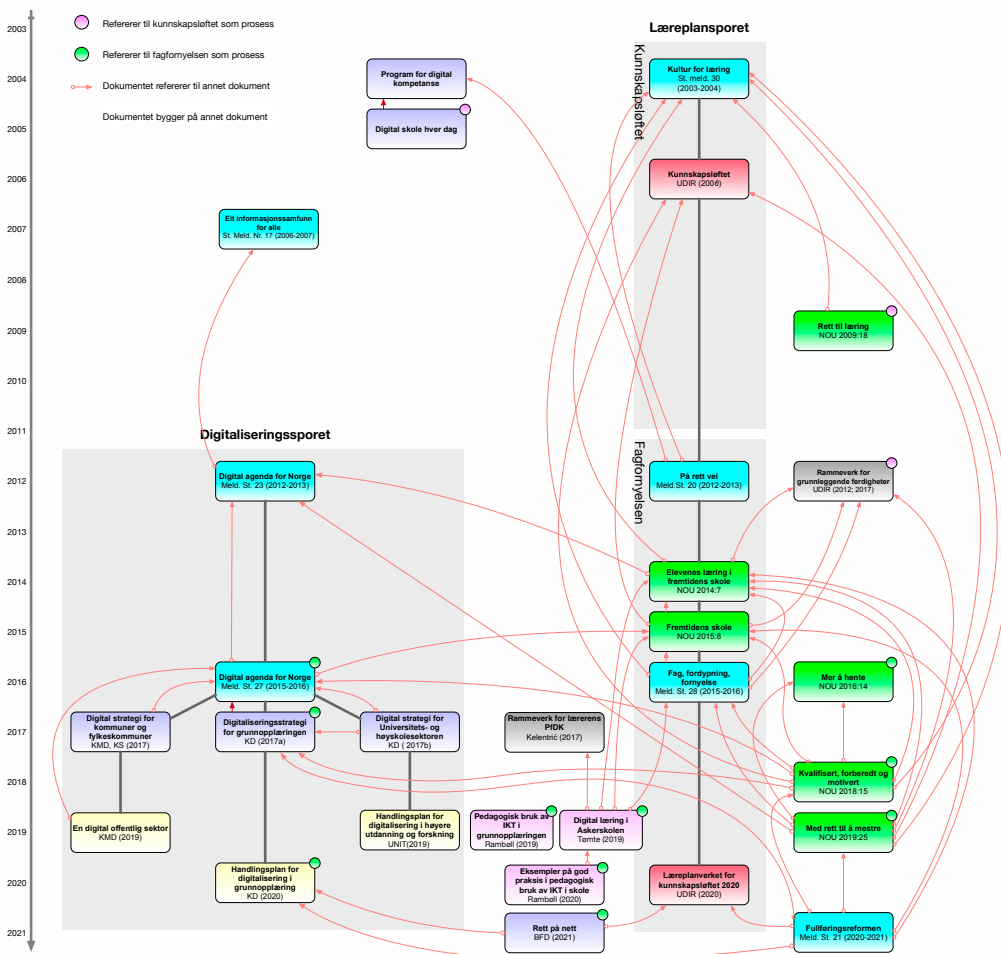 2003
2004
2005
2006
2007
2008
2009
2010
2011
2012
2013
2014
2015
2016
2017
2018
2019
2020
2021
Refererer til kunnskapsløftet som prosess
Refererer til fagfornyelsen som prosess
Dokumentet refererer til annet dokument
Dokumentet bygger på annet dokument
Læreplansporet
Kunnskapsløftet
Fagfornyelsen
Digitaliseringssporet
Program for digital
kompetanse
Digital skole hver dag
Kultur for læring
St. meld. 30
(2003-2004)
Kunnskapsløftet
UDIR (2006)
Eit informasjonssamfunn
for alle
St. Meld. Nr. 17 (2006-2007)
Rett til læring
NOU 2009:18
Digital agenda for Norge
Meld. St. 23 (2012-2013)
På rett vei
Meld.St. 20 (2012-2013)
Rammeverk for
grunnleggende ferdigheter
UDIR (2012; 2017)
Elevenes læring i
fremtidens skole
NOU 2014:7
Fremtidens skole
NOU 2015:8
Digital agenda for Norge
Meld. St. 27 (2015-2016)
Fag, fordypning,
fornyelse
Meld. St. 28 (2015-2016)
Mer å hente
NOU 2016:14
Digital strategi for
kommuner og
fylkeskommuner
KMD, KS (2017)
Digitaliseringsstrategi
for grunnopplæringen
KD (2017a)
Digital strategi for
Universitets- og
høyskolesektoren
KD ( 2017b)
Rammeverk for lærerens
PfDK
Kelentrić (2017)
Kvalifisert, forberedt og
motivert
NOU 2018:15
En digital offentlig sektor
KMD (2019)
Handlingsplan for
digitalisering i høyere
utdanning og forskning
UNIT(2019)
Pedagogisk bruk av
IKT i
grunnopplæringen
Rambøll (2019)
Digital læring i
Askerskolen
Tømte (2019)
Med rett til å mestre
NOU 2019:25
Handlingsplan for
digitalisering i
grunnopplæring
KD (2020)
Eksempler på god
praksis i pedagogisk
bruk av IKT i skole
Rambøll (2020)
Læreplanverket for
kunnskapsløftet 2020
UDIR (2020)
Rett på nett
BFD (2021)
Fullføringsreformen
Meld. St. 21 (2020-2021)